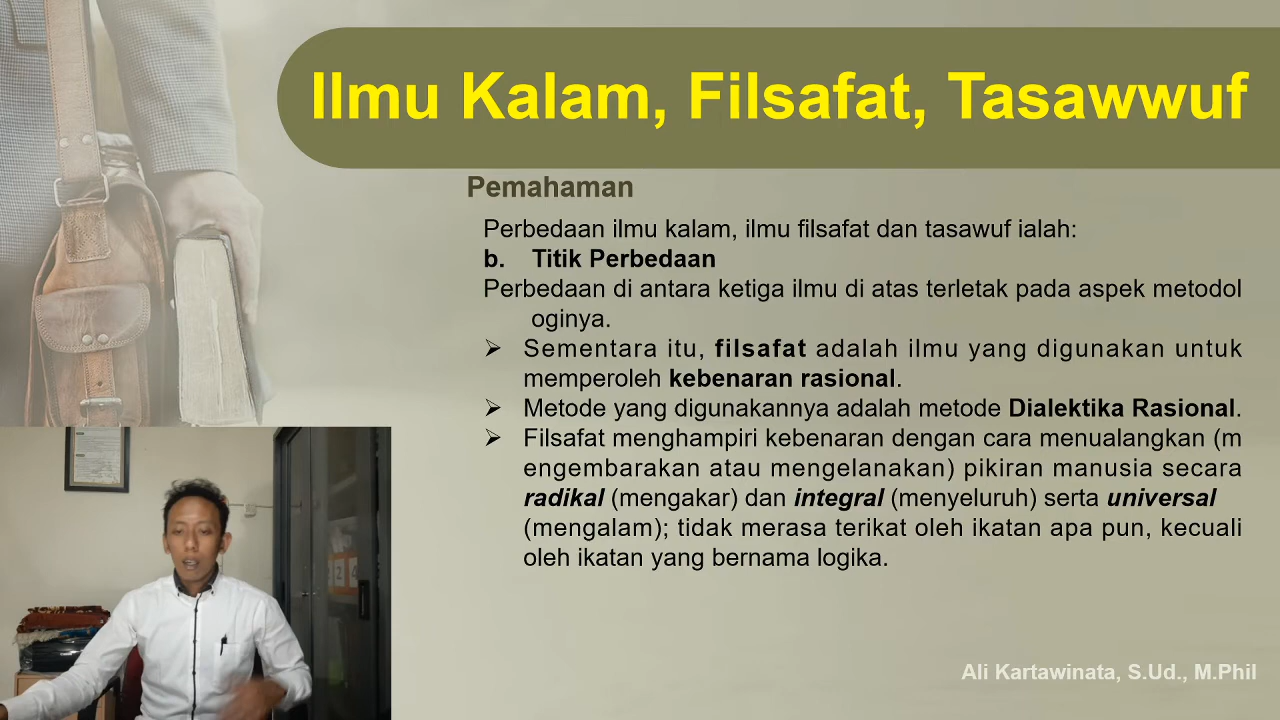 Ilmu Kalam, Filsafat, Tasawwuf
Pemahaman
Perbedaan ilmu kalam, ilmu filsafat dan tasawuf ialah:
b. Titik Perbedaan
Perbedaan di antara ketiga ilmu di atas terletak pada aspek metodol
oginya.
➢ Sementara itu, filsafat adalah ilmu yang digunakan untuk
memperoleh kebenaran rasional.
➢ Metode yang digunakannya adalah metode Dialektika Rasional.
➢ Filsafat menghampiri kebenaran dengan cara menualangkan (m
engembarakan atau mengelanakan) pikiran manusia secara
radikal (mengakar) dan integral (menyeluruh) serta universal
(mengalam); tidak merasa terikat oleh ikatan apa pun, kecuali
oleh ikatan yang bernama logika.
Ali Kartawinata, S.Ud., M.Phil